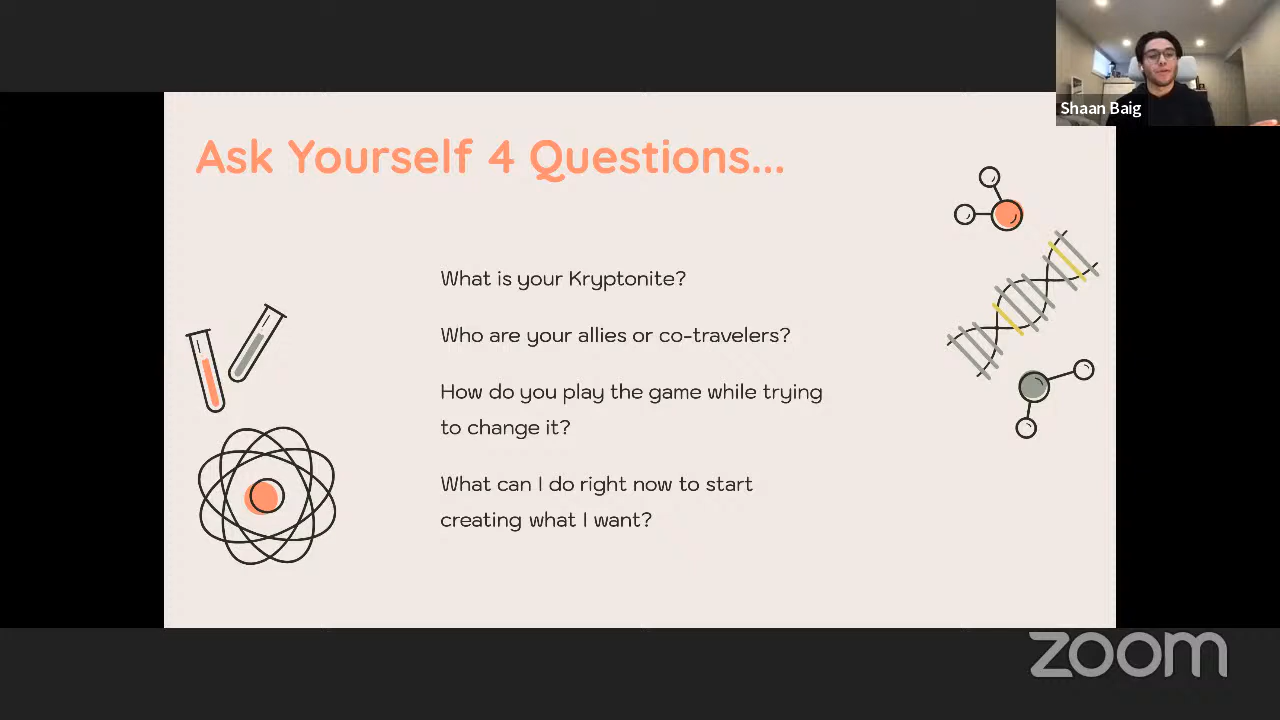 Shaan Baig
Ask Yourself 4 Questions...
What is your Kryptonite?
Who are your allies or co-travelers?
How do you play the game while trying
to change it?
What can I do right now to start
creating what I want?
zoom